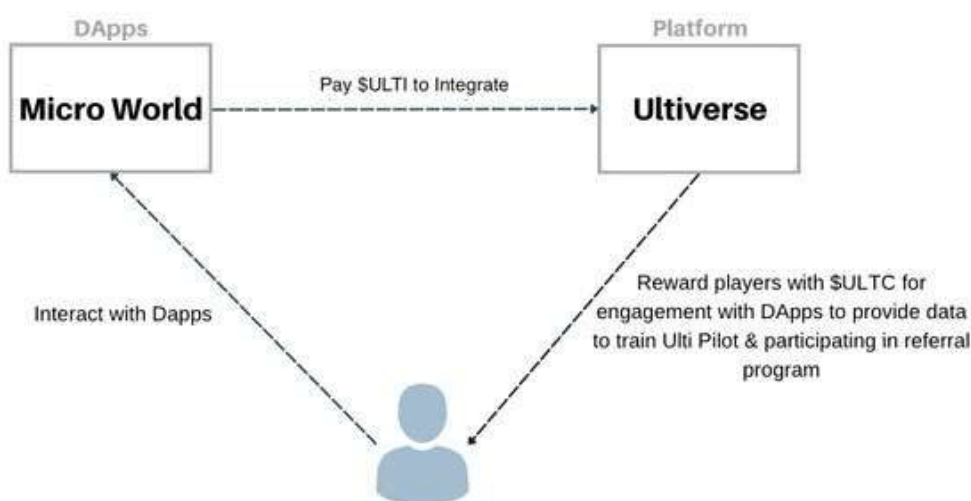 DApps
Platform
Micro World
Pay $ULTI to Integrate
Ultiverse
Interact with Dapps
Reward players with $ULTC for
engagement with DApps to provide data
to train Ulti Pilot & participating in referral
program